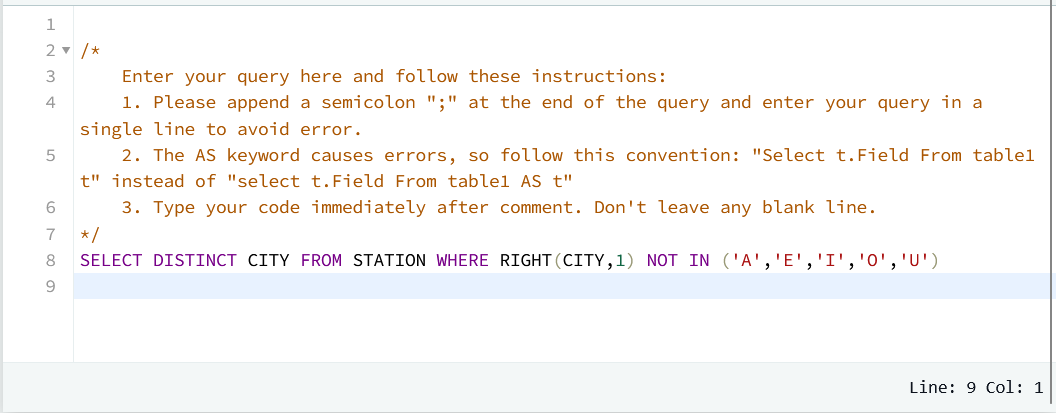 1
2 /*
3 Enter your query here and follow these instructions:
4 1. Please append a semicolon ";" at the end of the query and enter your query in a
single line to avoid error.
5 2. The AS keyword causes errors, so follow this convention: "Select t.Field From table1
t" instead of "select t.Field From table1 AS t"
6 3. Type your code immediately after comment. Don't leave any blank line.
7 */
8 SELECT DISTINCT CITY FROM STATION WHERE RIGHT(CITY,1) NOT IN ('A','E','I','O','U')
9
Line: 9 Col: 1